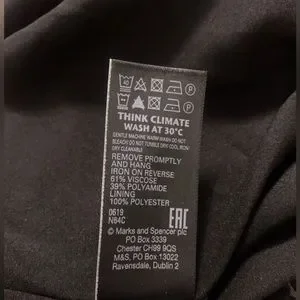 THINK CLIMATE
WASH AT 30°C
GENTLE MACHINE WARM WASH DO NOT
BLEACH DO NOT TUMBLE DRY COOL IRON
DRY CLEANABLE
REMOVE PROMPTLY
AND HANG
IRON ON REVERSE
61% VISCOSE
39% POLYAMIDE
LINING
100% POLYESTER
0619
N84C
EAC
© Marks and Spencer plc
PO Box 3339
Chester CH99 9QS
M&S, PO Box 13022
Ravensdale, Dublin 2